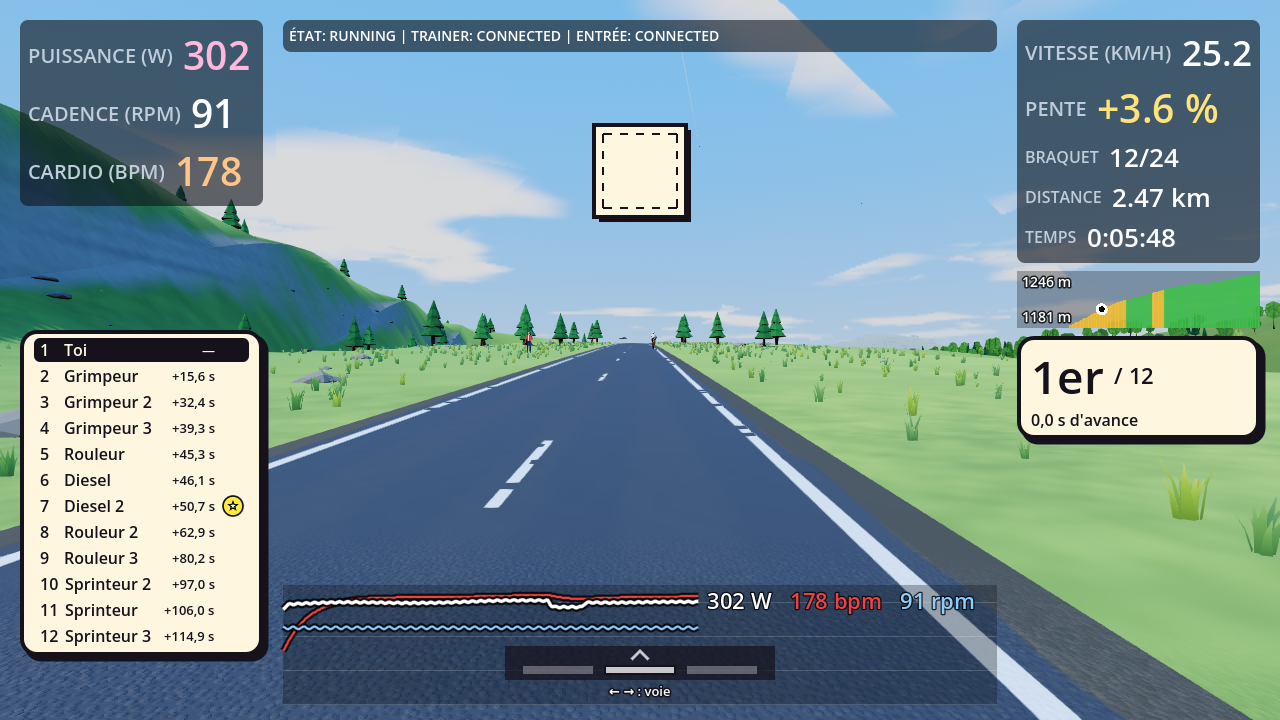 PUISSANCE (W) 302
CADENCE (RPM) 91
CARDIO (BPM) 178
ÉTAT: RUNNING | TRAINER: CONNECTED | ENTRÉE: CONNECTED
VITESSE (KM/H) 25.2
PENTE +3.6 %
BRAQUET 12/24
DISTANCE 2.47 km
TEMPS 0:05:48
1246 m
1181 m
1er / 12
0,0 s d'avance
1 Toi —
2 Grimpeur +15,6 s
3 Grimpeur 2 +32,4 s
4 Grimpeur 3 +39,3 s
5 Rouleur +45,3 s
6 Diesel +46,1 s
7 Diesel 2 +50,7 s
8 Rouleur 2 +62,9 s
9 Rouleur 3 +80,2 s
10 Sprinteur 2 +97,0 s
11 Sprinteur +106,0 s
12 Sprinteur 3 +114,9 s
302 W 178 bpm 91 rpm
← → : voie